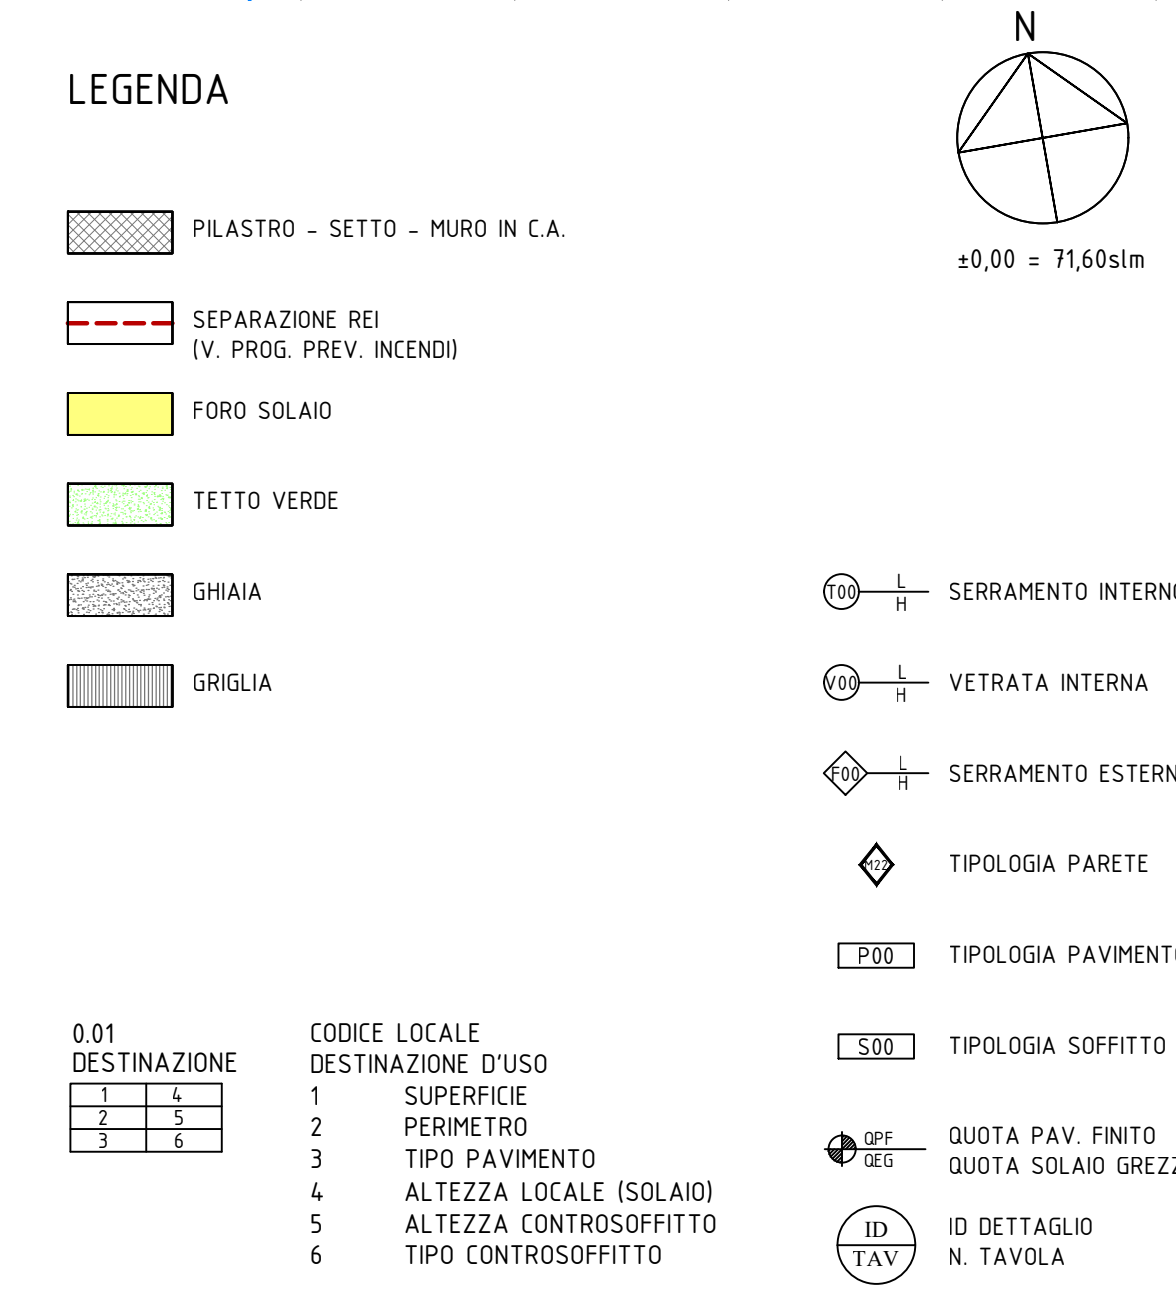 N
LEGENDA
±0,00 = 71,60slm
PILASTRO - SETTO - MURO IN C.A.
SEPARAZIONE REI
(V. PROG. PREV. INCENDI)
FORO SOLAIO
TETTO VERDE
GHIAIA
GRIGLIA
T00 L H SERRAMENTO INTERNO
V00 L H VETRATA INTERNA
F00 L H SERRAMENTO ESTERN
M22 TIPOLOGIA PARETE
P00 TIPOLOGIA PAVIMENTO
S00 TIPOLOGIA SOFFITTO
QPF QUOTA PAV. FINITO
QEG QUOTA SOLAIO GREZZ
ID ID DETTAGLIO
TAV N. TAVOLA
0.01
DESTINAZIONE
1 4
2 5
3 6
CODICE LOCALE
DESTINAZIONE D'USO
1 SUPERFICIE
2 PERIMETRO
3 TIPO PAVIMENTO
4 ALTEZZA LOCALE (SOLAIO)
5 ALTEZZA CONTROSOFFITTO
6 TIPO CONTROSOFFITTO